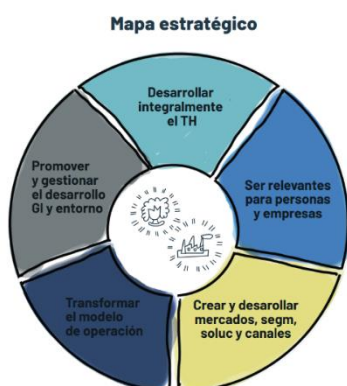 Mapa estratégico
Desarrollar
integralmente
el TH
Ser relevantes
para personas
y empresas
Crear y desarollar
mercados, segm,
soluc y canales
Transformar
el modelo
de operación
Promover
y gestionar
el desarrollo
GI y entorno